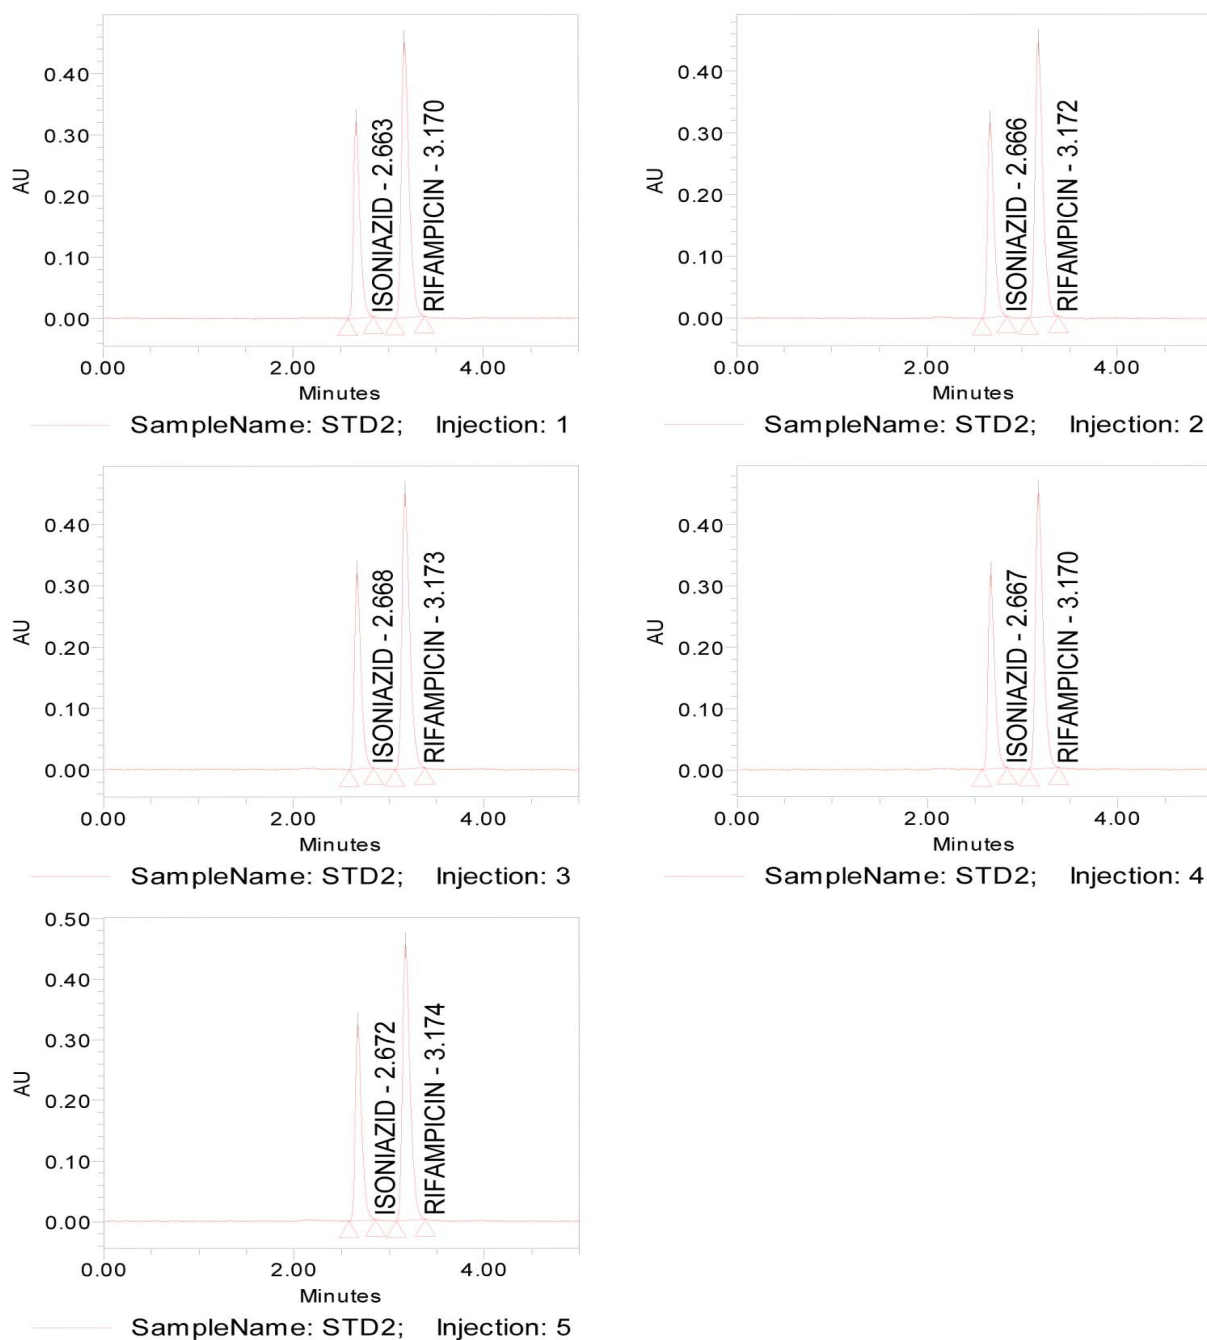 AU
0.40
0.30
0.20
0.10
0.00
ISONIAZID - 2.663
RIFAMPICIN - 3.170
0.00 2.00 4.00
Minutes
SampleName: STD2; Injection: 1
AU
0.40
0.30
0.20
0.10
0.00
ISONIAZID - 2.666
RIFAMPICIN - 3.172
0.00 2.00 4.00
Minutes
SampleName: STD2; Injection: 2
AU
0.40
0.30
0.20
0.10
0.00
ISONIAZID - 2.668
RIFAMPICIN - 3.173
0.00 2.00 4.00
Minutes
SampleName: STD2; Injection: 3
AU
0.40
0.30
0.20
0.10
0.00
ISONIAZID - 2.667
RIFAMPICIN - 3.170
0.00 2.00 4.00
Minutes
SampleName: STD2; Injection: 4
AU
0.50
0.40
0.30
0.20
0.10
0.00
ISONIAZID - 2.672
RIFAMPICIN - 3.174
0.00 2.00 4.00
Minutes
SampleName: STD2; Injection: 5